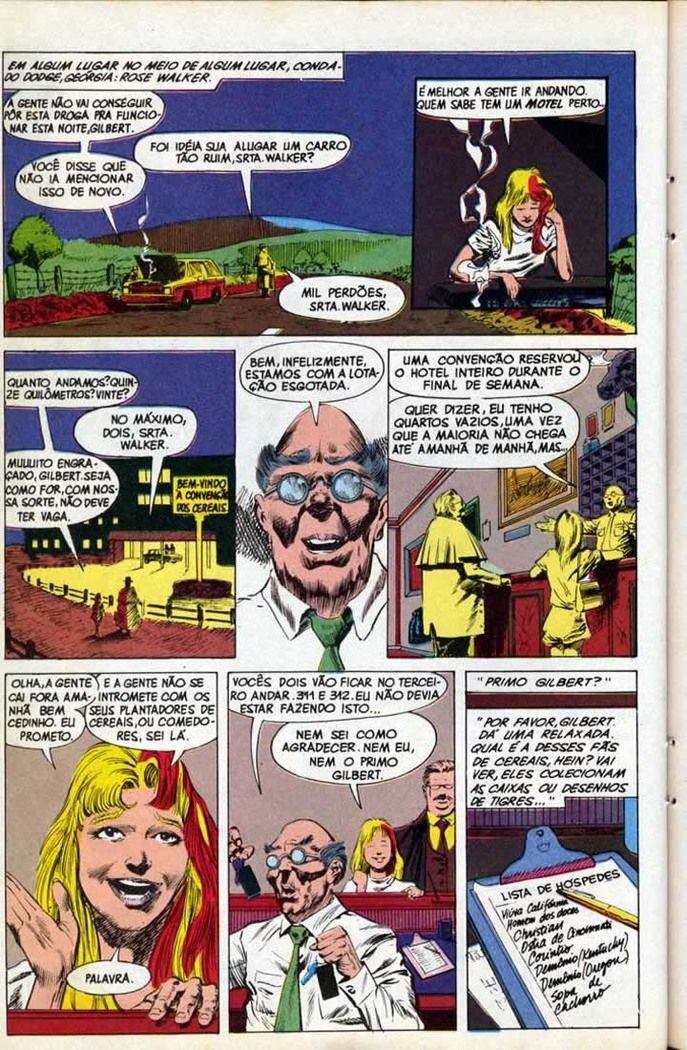 EM ALGUM LUGAR NO MEIO DE ALGUM LUGAR, CONDA-
DO DODGE, GEORGIA: ROSE WALKER.
A GENTE NÃO VAI CONSEGUIR
PÔR ESTA DROGA PRA FUNCIO-
NAR ESTA NOITE, GILBERT.
VOCÊ DISSE QUE
NÃO IA MENCIONAR
ISSO DE NOVO.
FOI IDÉIA SUA ALUGAR UM CARRO
TÃO RUIM, SRTA. WALKER?
MIL PERDÕES,
SRTA. WALKER.
É MELHOR A GENTE IR ANDANDO.
QUEM SABE TEM UM MOTEL PERTO...
QUANTO ANDAMOS? QUIN-
ZE QUILÔMETROS? VINTE?
NO MÁXIMO,
DOIS, SRTA.
WALKER.
MUUUITO ENGRA-
ÇADO, GILBERT. SEJA
COMO FOR, COM NOS-
SA SORTE, NÃO DEVE
TER VAGA.
BEM-VINDO
À CONVENÇÃO
DOS CEREAIS
BEM, INFELIZMENTE,
ESTAMOS COM A LOTA-
ÇÃO ESGOTADA.
UMA CONVENÇÃO RESERVOU
O HOTEL INTEIRO DURANTE O
FINAL DE SEMANA.
QUER DIZER, EU TENHO
QUARTOS VAZIOS, UMA VEZ
QUE A MAIORIA NÃO CHEGA
ATÉ AMANHÃ DE MANHÃ, MAS...
OLHA, A GENTE
CAI FORA AMA-
NHÃ BEM
CEDINHO. EU
PROMETO.
E A GENTE NÃO SE
INTROMETE COM OS
SEUS PLANTADORES DE
CEREAIS, OU COMEDO-
RES, SEI LÁ.
PALAVRA.
VOCÊS DOIS VÃO FICAR NO TERCEI-
RO ANDAR. 311 E 312. EU NÃO DEVIA
ESTAR FAZENDO ISTO...
NEM SEI COMO
AGRADECER. NEM EU,
NEM O PRIMO
GILBERT.
"PRIMO GILBERT?"
"POR FAVOR, GILBERT.
DÁ UMA RELAXADA.
QUAL É A DESSES FÃS
DE CEREAIS, HEIN? VAI
VER, ELES COLECIONAM
AS CAIXAS OU DESENHOS
DE TIGRES..."
LISTA DE HÓSPEDES
Viúva Califórnia
Homem dos doces
Christian
Ostra de Cincinnati
Coríntio
Demônio (Kentucky)
Demônio (Oregon)
Sopa
de
Cachorro